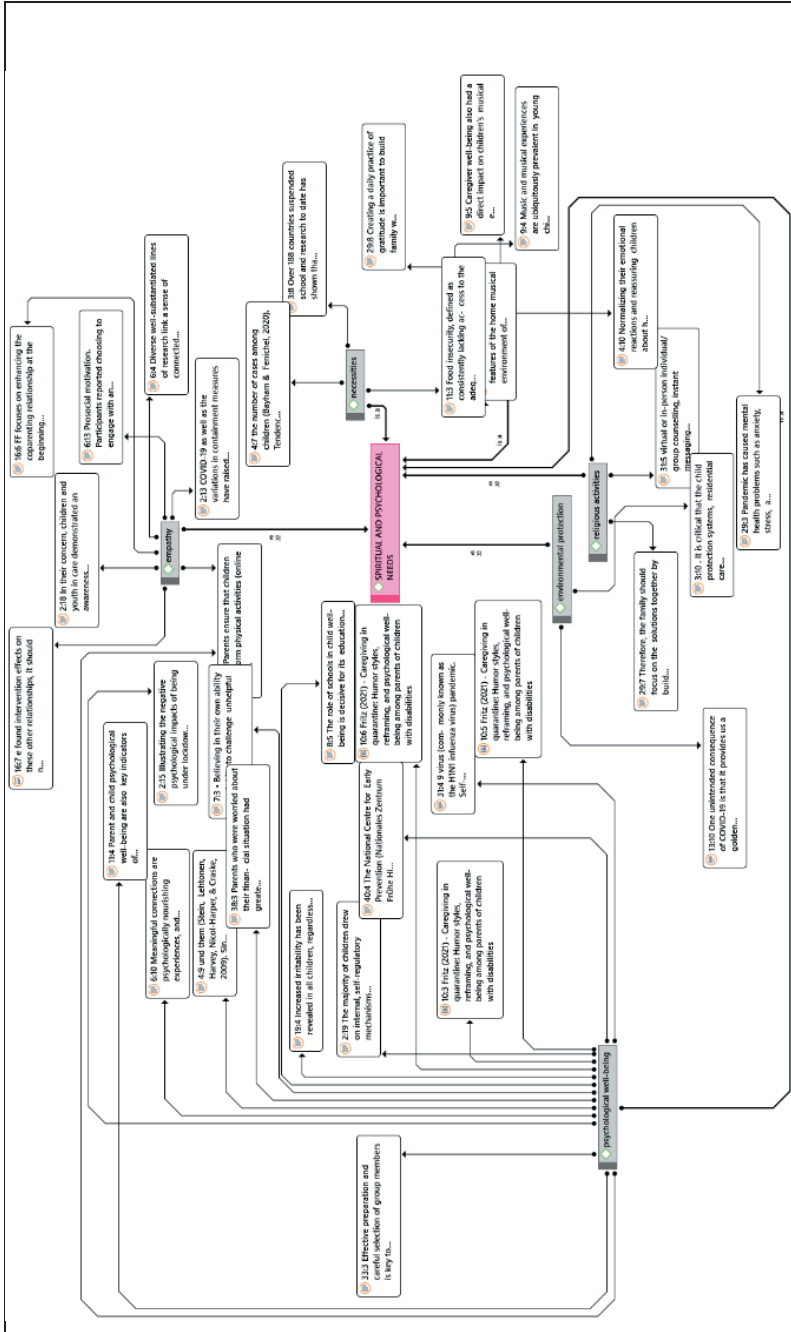 16:6 FF focuses on enhancing the
coparenting relationship at the
beginning...
6:13 Prosocial motivation.
Participants reported choosing to
engage with an...
6:4 Diverse well-substantiated lines
of research link a sense of
connected...
2:18 In their concern, children and
youth in care demonstrated an
awareness...
16:7 e found intervention effects on
these other relationships, it should
n...
empathy
2:13 COVID-19 as well as the
variations in containment measures
have raised...
3:8 Over 188 countries suspended
school and research to date has
shown tha...
4:7 the number of cases among
children (Bayham & Fenichel, 2020).
Tendenc...
necessities
29:8 Creating a daily practice of
gratitude is important to build
family w...
9:5 Caregiver well-being also had a
direct impact on children's musical
e...
9:4 Music and musical experiences
are ubiquitously prevalent in young
chi...
11:3 Food insecurity, defined as
consistently lacking ac- cess to the
adeq...
features of the home musical
environment of...
is a
is a
is a
is a
is a
is a
SPIRITUAL AND PSYCHOLOGICAL
NEEDS
4:10 Normalizing their emotional
reactions and reassuring children
about h...
31:5 virtual or in-person individual/
group counselling, instant
messaging...
29:3 Pandemic has caused mental
health problems such as anxiety,
stress, a...
religious activities
environmental protection
3:10 . It is critical that the child
protection systems, residential
care...
29:7 Therefore, the family should
focus on the solutions together by
build...
13:10 One unintended consequence
of COVID-19 is that it provides us a
golden...
11:4 Parent and child psychological
well-being are also key indicators
of...
2:15 Illustrating the negative
psychological impacts of being
under lockdow...
Parents ensure that children
orm physical activities (online
7:3 • Believing in their own ability
to challenge unhelpful
6:10 Meaningful connections are
psychologically nourishing
experiences, and...
4:9 und them (Stein, Lehtonen,
Harvey, Nicol-Harper, & Craske,
2009). Sin...
38:3 Parents who were worried about
their finan- cial situation had
greate...
8:5 The role of schools in child well-
being is decisive for its education...
10:6 Fritz (2021) - Caregiving in
quarantine: Humor styles,
reframing, and psychological well-
being among parents of children
with disabilities
19:4 Increased irritability has been
revealed in all children, regardless...
2:19 The majority of children drew
on internal, self-regulatory
mechanisms...
40:4 The National Centre for Early
Prevention (Nationales Zentrum
Frühe Hi...
31:4 9 virus (com- monly known as
the H1N1 influenza virus) pandemic.
Self-...
10:5 Fritz (2021) - Caregiving in
quarantine: Humor styles,
reframing, and psychological well-
being among parents of children
with disabilities
10:3 Fritz (2021) - Caregiving in
quarantine: Humor styles,
reframing, and psychological well-
being among parents of children
with disabilities
psychological well-being
33:3 Effective preparation and
careful selection of group members
is key to...